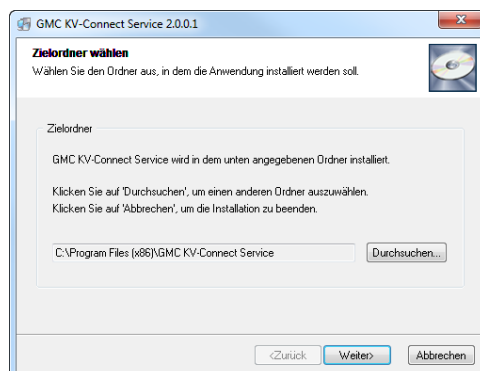 GMC KV-Connect Service 2.0.0.1
Zielordner wählen
Wählen Sie den Ordner aus, in dem die Anwendung installiert werden soll.
Zielordner
GMC KV-Connect Service wird in dem unten angegebenen Ordner installiert.
Klicken Sie auf 'Durchsuchen', um einen anderen Ordner auszuwählen.
Klicken Sie auf 'Abbrechen', um die Installation zu beenden.
C:\Program Files (x86)\GMC KV-Connect Service
Durchsuchen...
<Zurück
Weiter>
Abbrechen